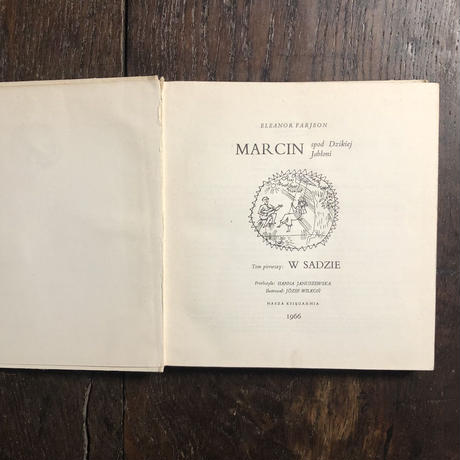 ELEANOR FARJEON
MARCIN spod Dzikiej
Jabłoni
Tom pierwszy: W SADZIE
Przełożyła: HANNA JANUSZEWSKA
Ilustrował: JÓZEF WILKOŃ
NASZA KSIĘGARNIA
1966